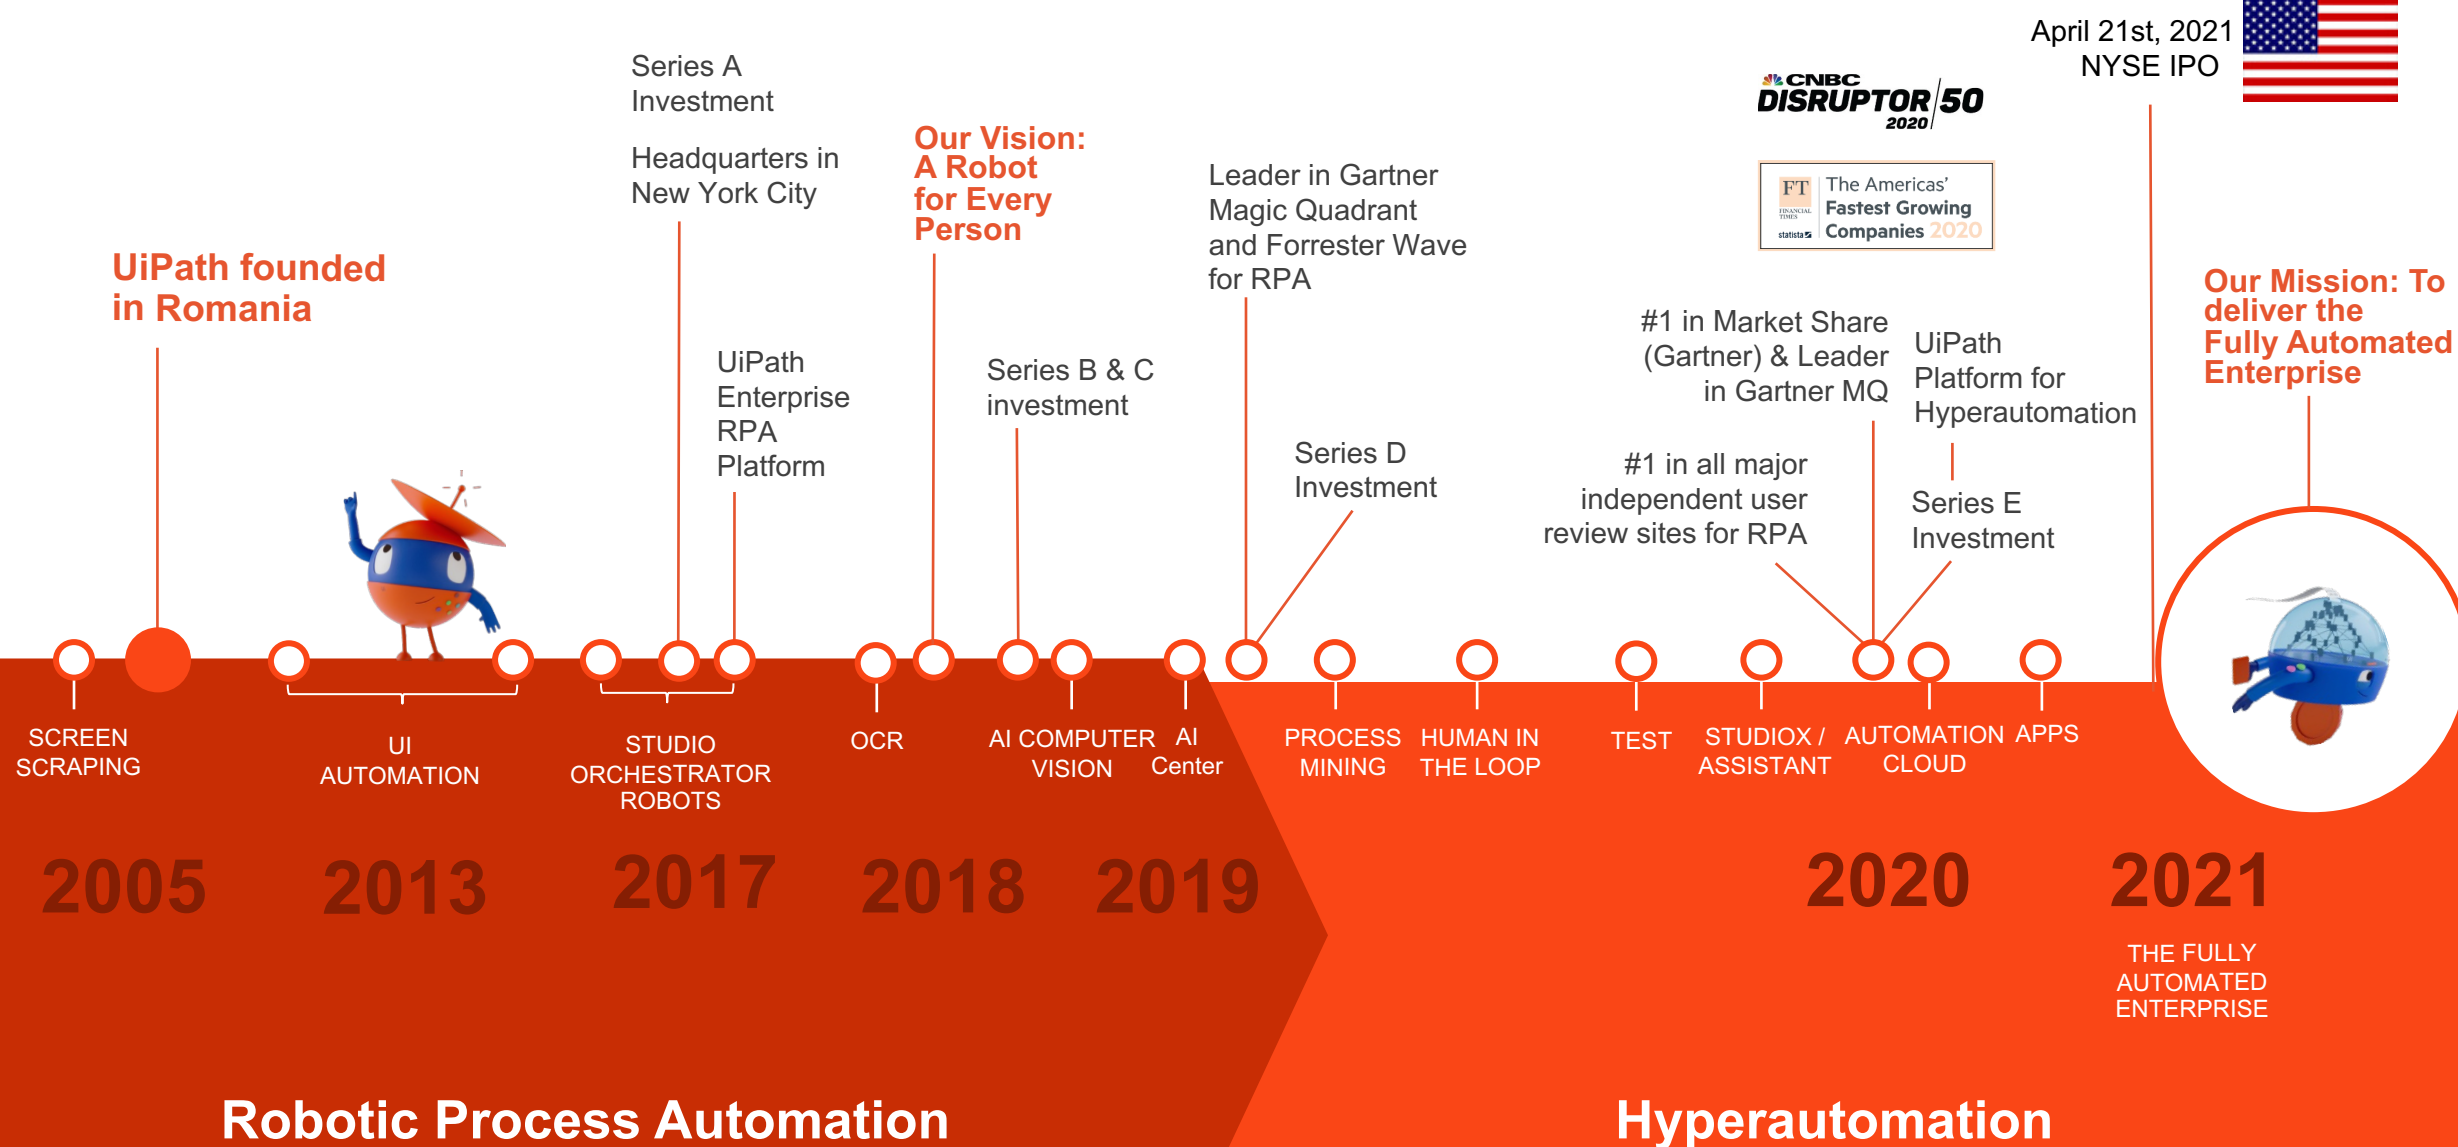 April 21st, 2021
NYSE IPO
Series A
Investment
Headquarters in
New York City
CNBC
DISRUPTOR/50
2020
Our Vision:
A Robot
for Every
Person
Leader in Gartner
Magic Quadrant
and Forrester Wave
for RPA
FT
FINANCIAL
TIMES
statista
The Americas'
Fastest Growing
Companies 2020
UiPath founded
in Romania
Our Mission: To
deliver the
Fully Automated
Enterprise
#1 in Market Share
(Gartner) & Leader
in Gartner MQ
UiPath
Platform for
Hyperautomation
UiPath
Enterprise
RPA
Platform
Series B & C
investment
Series D
Investment
#1 in all major
independent user
review sites for RPA
Series E
Investment
SCREEN
SCRAPING
UI
AUTOMATION
STUDIO
ORCHESTRATOR
ROBOTS
OCR
AI COMPUTER
VISION
AI
Center
PROCESS
MINING
HUMAN IN
THE LOOP
TEST
STUDIOX /
ASSISTANT
AUTOMATION
CLOUD
APPS
2005
2013
2017
2018
2019
2020
2021
THE FULLY
AUTOMATED
ENTERPRISE
Robotic Process Automation
Hyperautomation